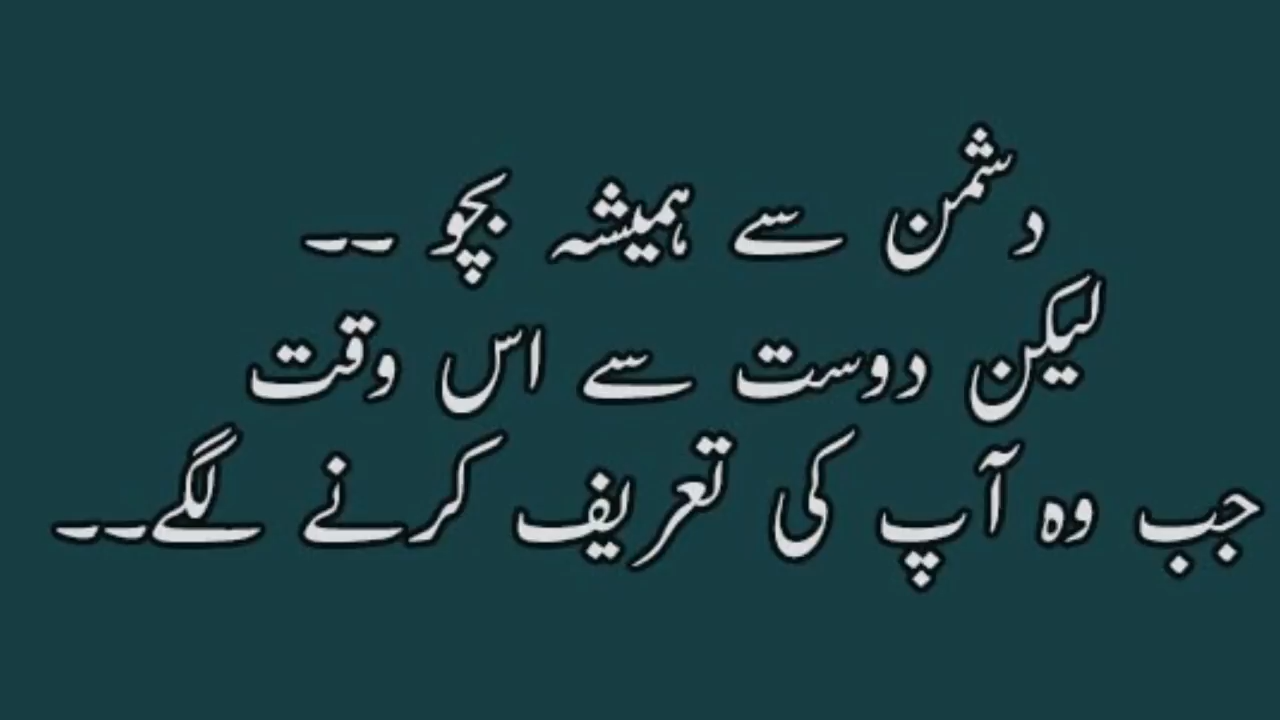 دشمن سے ہمیشہ بچو ۔۔
لیکن دوست سے اس وقت
جب وہ آپ کی تعریف کرنے لگے۔۔